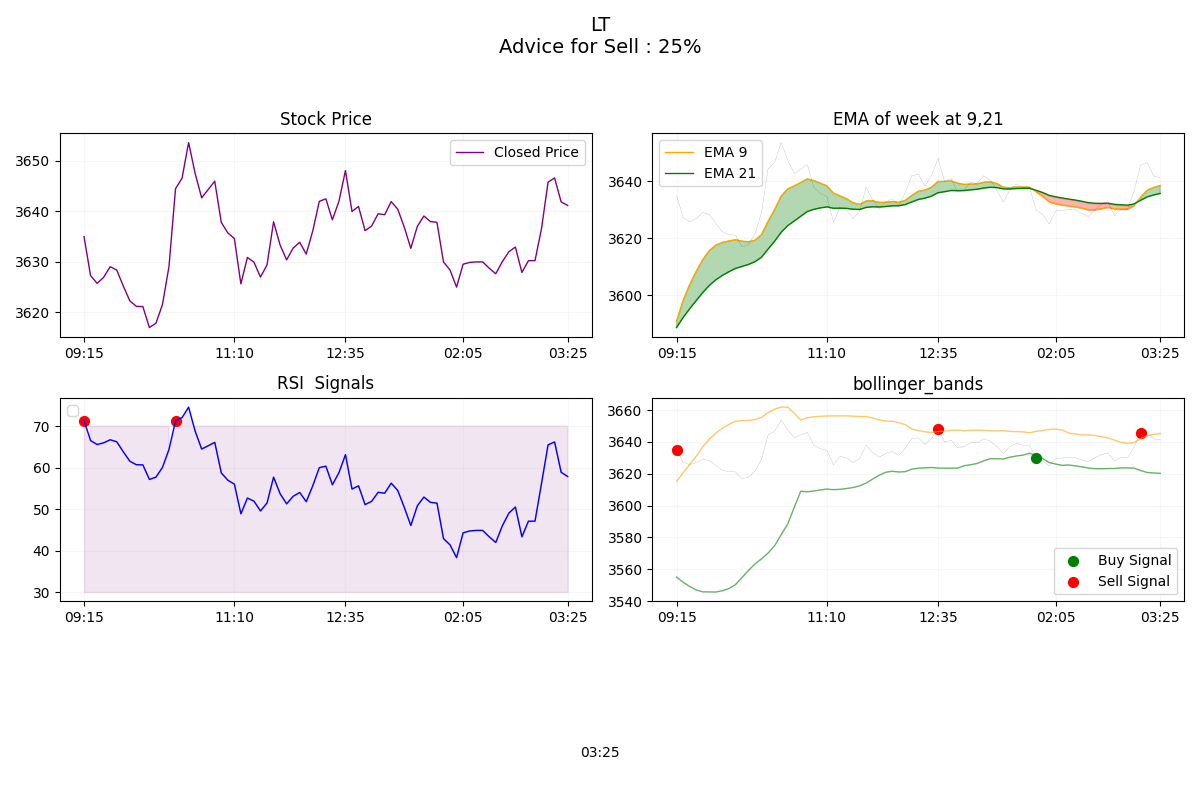 LT
Advice for Sell : 25%
Stock Price
Closed Price
3650
3640
3630
3620
09:15 11:10 12:35 02:05 03:25
EMA of week at 9,21
EMA 9
EMA 21
3640
3620
3600
09:15 11:10 12:35 02:05 03:25
RSI  Signals
70
60
50
40
30
09:15 11:10 12:35 02:05 03:25
bollinger_bands
3660
3640
3620
3600
3580
3560
3540
Buy Signal
Sell Signal
09:15 11:10 12:35 02:05 03:25
03:25